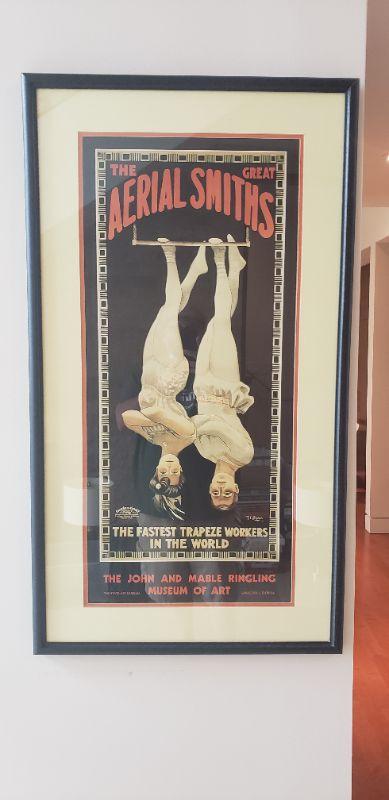 THE GREAT
AERIAL SMITHS
THE FASTEST TRAPEZE WORKERS
IN THE WORLD
THE JOHN AND MABLE RINGLING
MUSEUM OF ART